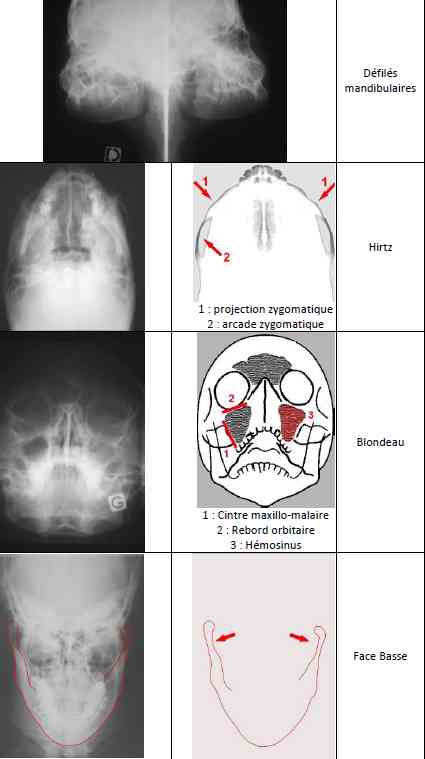 Défilés
mandibulaires
D
1
1
2
Hirtz
1 : projection zygomatique
2 : arcade zygomatique
G
2
3
1
Blondeau
1 : Cintre maxillo-malaire
2 : Rebord orbitaire
3 : Hémosinus
Face Basse